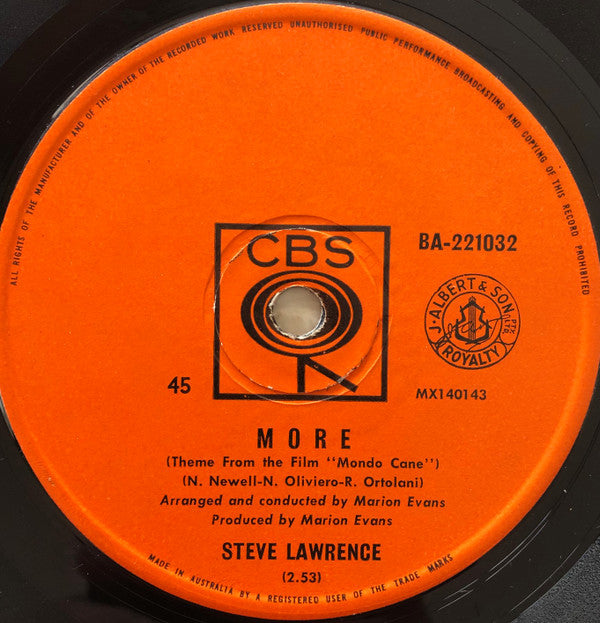 ALL RIGHTS OF THE MANUFACTURER AND OF THE OWNER OF THE RECORDED WORK RESERVED UNAUTHORISED PUBLIC PERFORMANCE BROADCASTING AND COPYING OF THIS RECORD PROHIBITED
CBS
BA-221032
J. ALBERT & SON PTY. LTD.
ROYALTY
45
MX140143
MORE
(Theme From the Film "Mondo Cane")
(N. Newell-N. Oliviero-R. Ortolani)
Arranged and conducted by Marion Evans
Produced by Marion Evans
STEVE LAWRENCE
(2.53)
MADE IN AUSTRALIA BY A REGISTERED USER OF THE TRADE MARKS